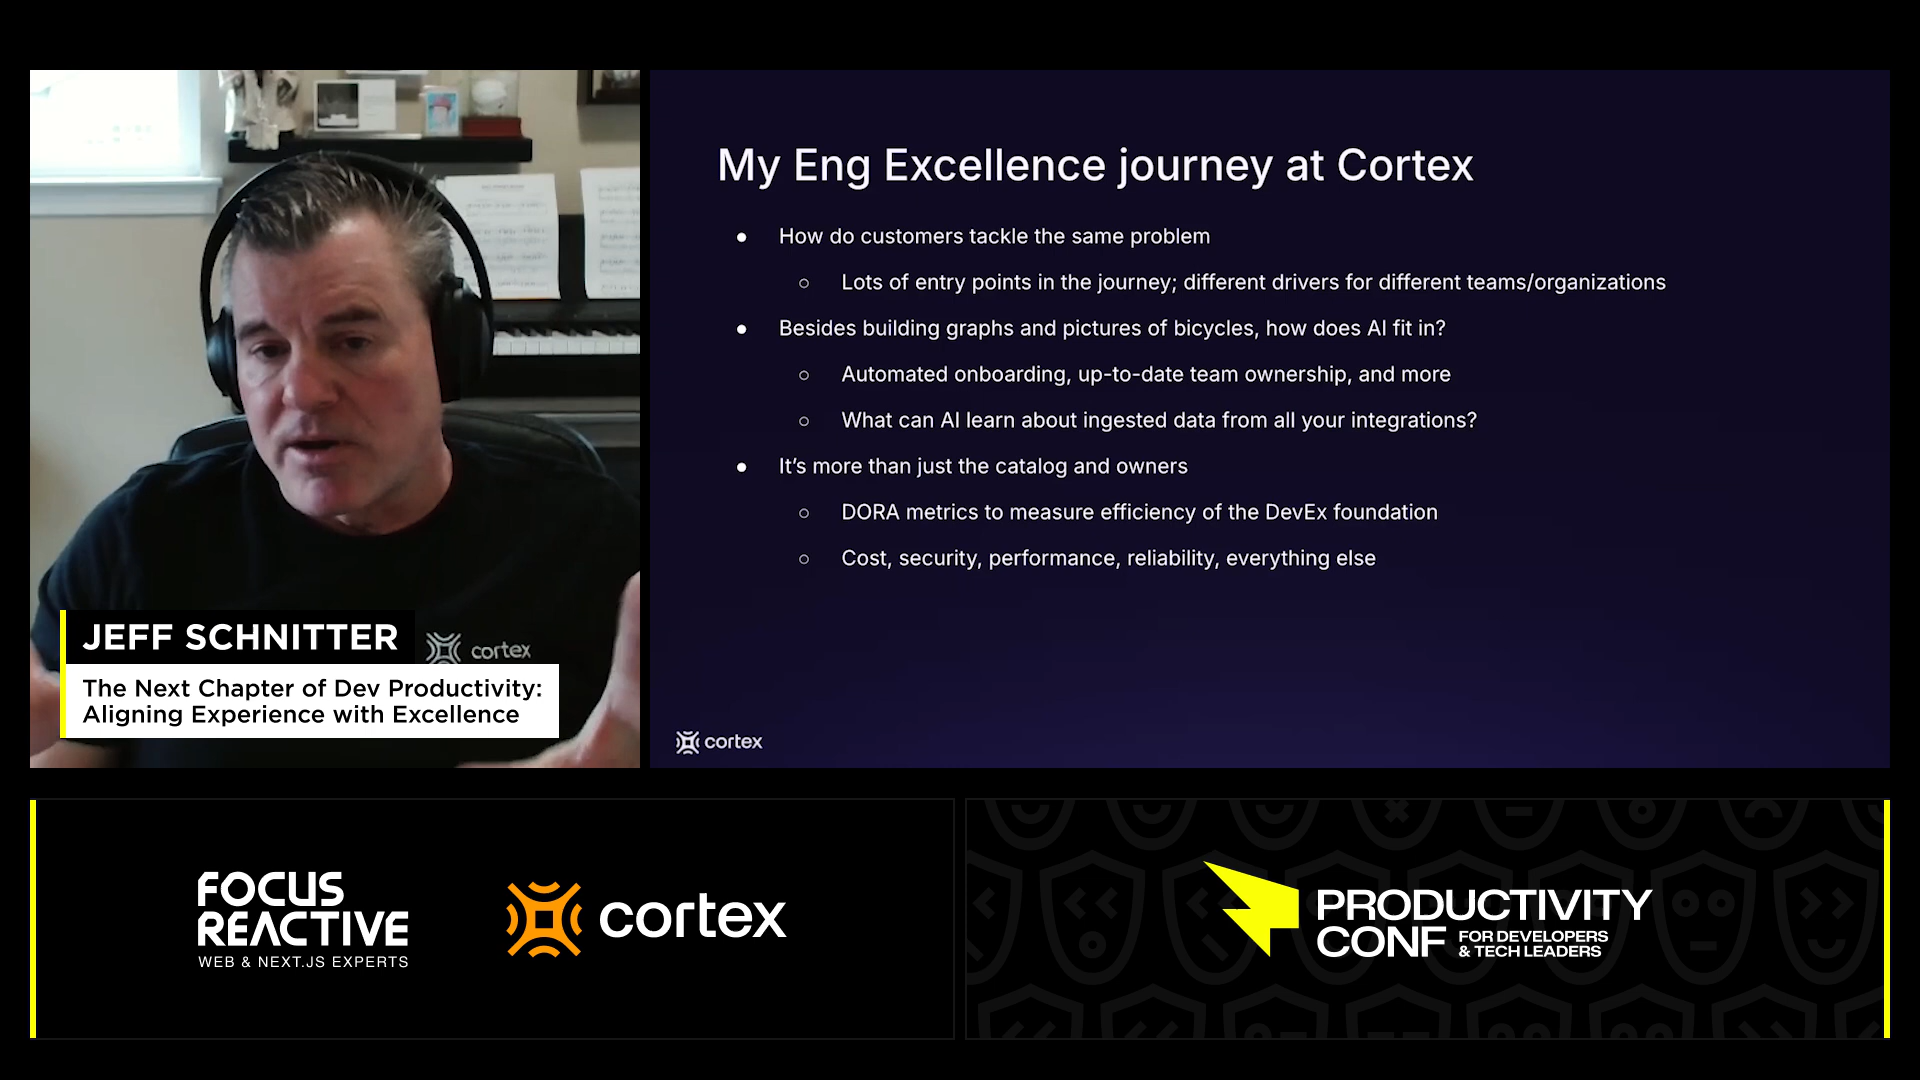 My Eng Excellence journey at Cortex
● How do customers tackle the same problem
○ Lots of entry points in the journey; different drivers for different teams/organizations
● Besides building graphs and pictures of bicycles, how does AI fit in?
○ Automated onboarding, up-to-date team ownership, and more
○ What can AI learn about ingested data from all your integrations?
● It’s more than just the catalog and owners
○ DORA metrics to measure efficiency of the DevEx foundation
○ Cost, security, performance, reliability, everything else
cortex
cortex
JEFF SCHNITTER
The Next Chapter of Dev Productivity:
Aligning Experience with Excellence
FOCUS
REACTIVE
WEB & NEXT.JS EXPERTS
cortex
PRODUCTIVITY
CONF FOR DEVELOPERS
& TECH LEADERS